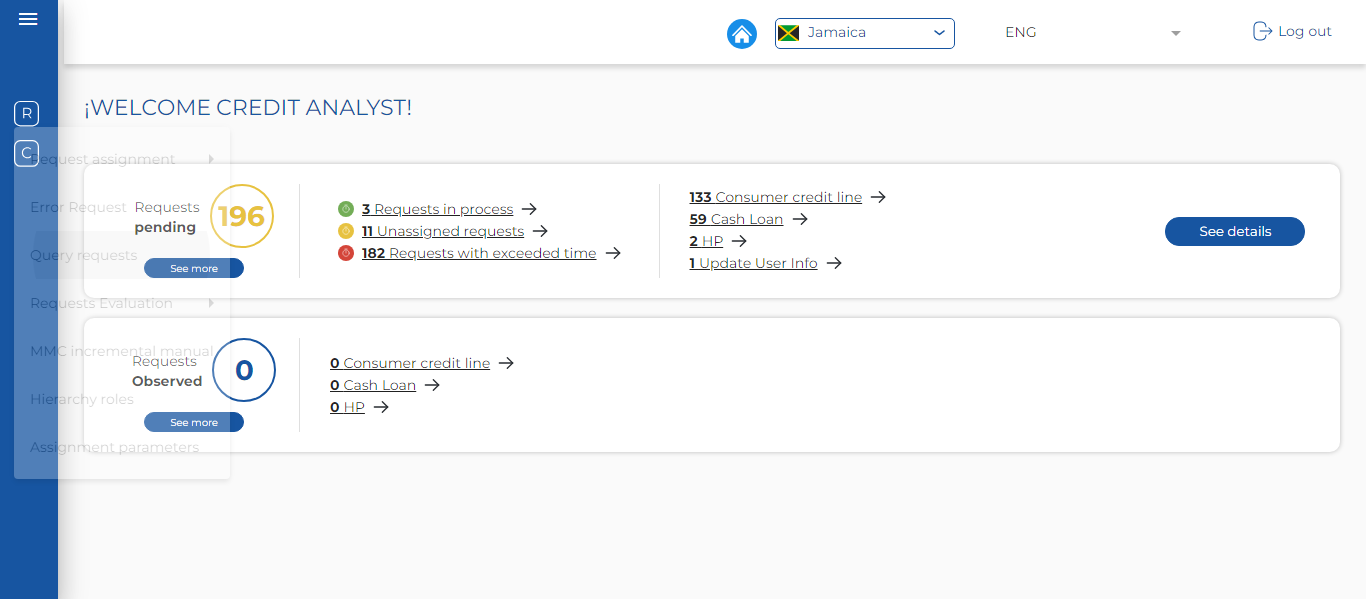 Jamaica
ENG
Log out
¡WELCOME CREDIT ANALYST!
R
C
Request assignment
Error Request
Query requests
Requests Evaluation
MMC incremental manual
Hierarchy roles
Assignment parameters
Requests
pending
196
See more
3 Requests in process
11 Unassigned requests
182 Requests with exceeded time
133 Consumer credit line
59 Cash Loan
2 HP
1 Update User Info
See details
Requests
Observed
0
See more
0 Consumer credit line
0 Cash Loan
0 HP